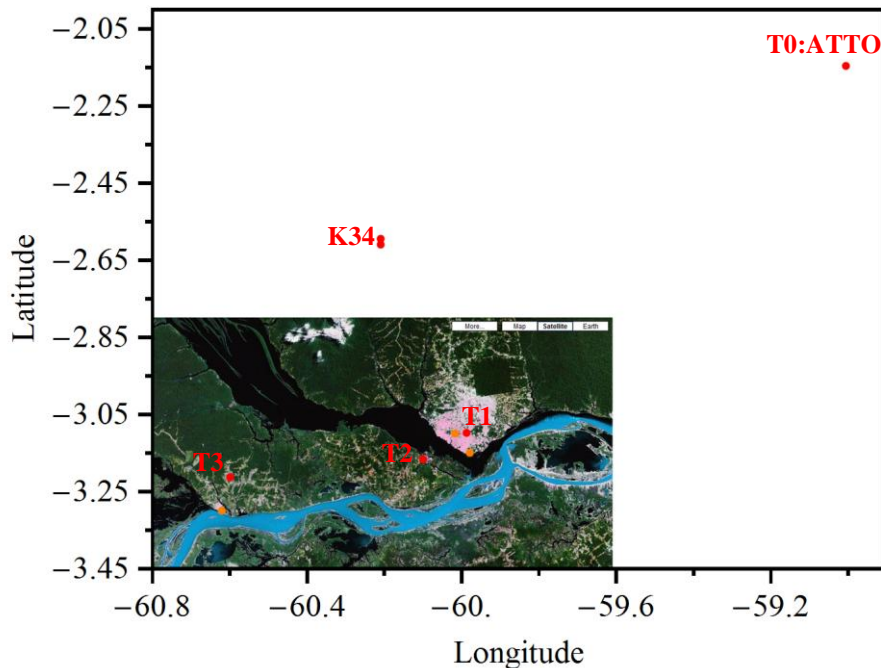 T0:ATTO
K34
More... Map Satellite Earth
T1
T2
T3
−2.05
−2.25
−2.45
−2.65
−2.85
−3.05
−3.25
−3.45
Latitude
−60.8 −60.4 −60. −59.6 −59.2
Longitude